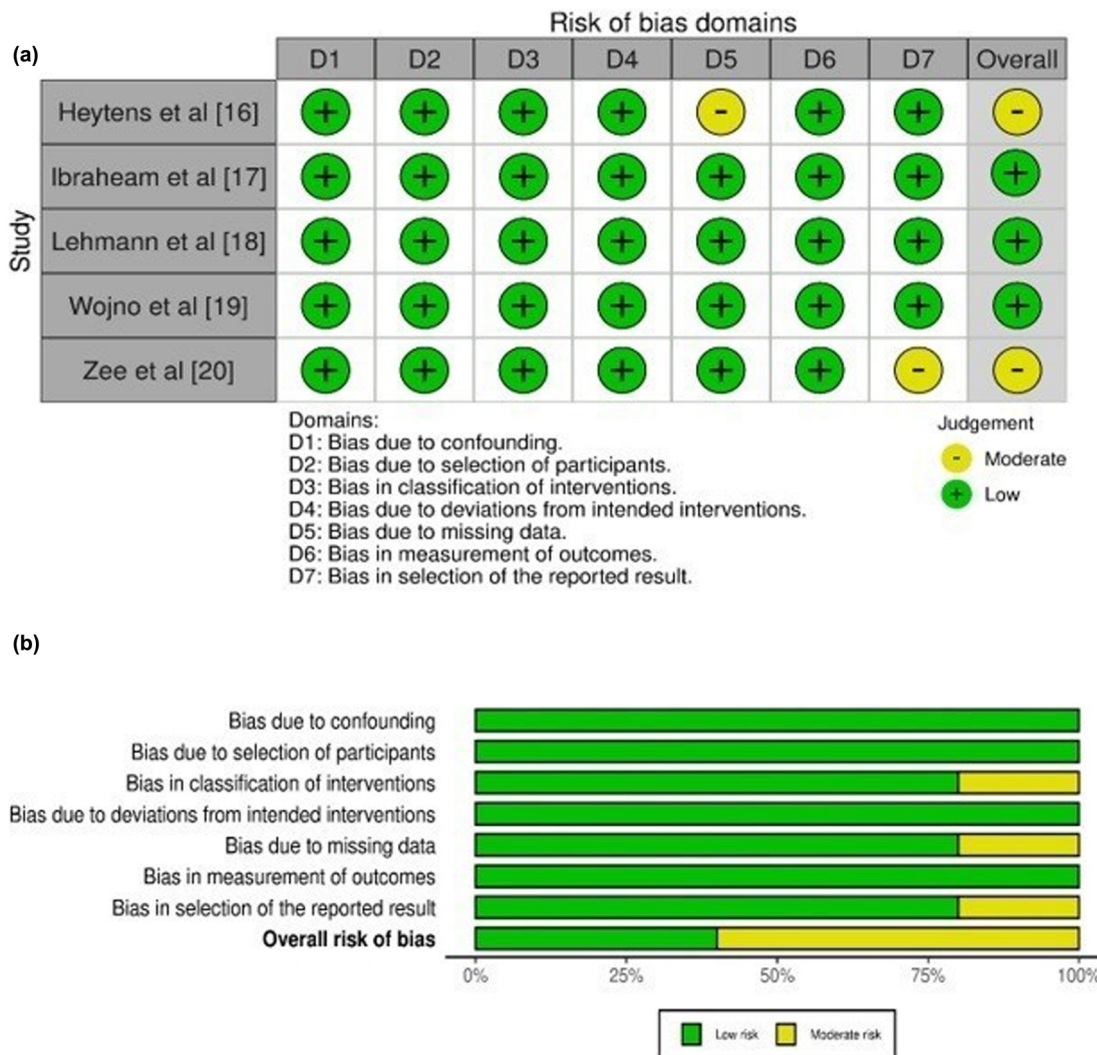 Risk of bias domains
(a)
D1 D2 D3 D4 D5 D6 D7 Overall
Study
Heytens et al [16] + + + + - + + -
Ibraheam et al [17] + + + + + + + +
Lehmann et al [18] + + + + + + + +
Wojno et al [19] + + + + + + + +
Zee et al [20] + + + + + + - -
Domains:
D1: Bias due to confounding.
D2: Bias due to selection of participants.
D3: Bias in classification of interventions.
D4: Bias due to deviations from intended interventions.
D5: Bias due to missing data.
D6: Bias in measurement of outcomes.
D7: Bias in selection of the reported result.
Judgement
- Moderate
+ Low
(b)
Bias due to confounding
Bias due to selection of participants
Bias in classification of interventions
Bias due to deviations from intended interventions
Bias due to missing data
Bias in measurement of outcomes
Bias in selection of the reported result
Overall risk of bias
0% 25% 50% 75% 100%
Low risk Moderate risk